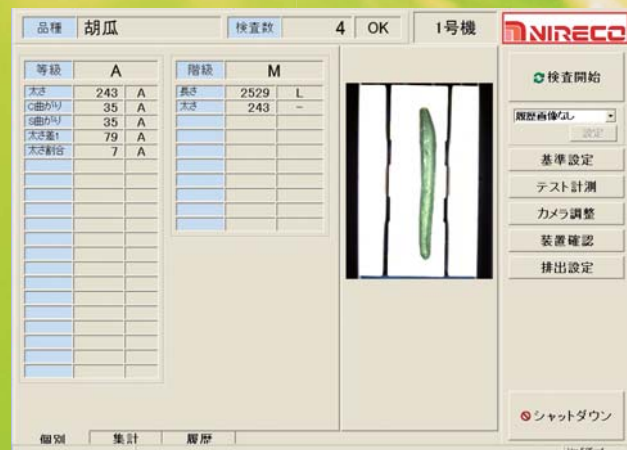 品種 胡瓜 検査数 4 OK 1号機 NIRECO
等級 A 階級 M
太さ 243 A
C曲がり 35 A
S曲がり 35 A
太さ差1 79 A
太さ割合 7 A
長さ 2529 L
太さ 243 -
検査開始
履歴画像なし
設定
基準設定
テスト計測
カメラ調整
装置確認
排出設定
シャットダウン
個別 集計 履歴